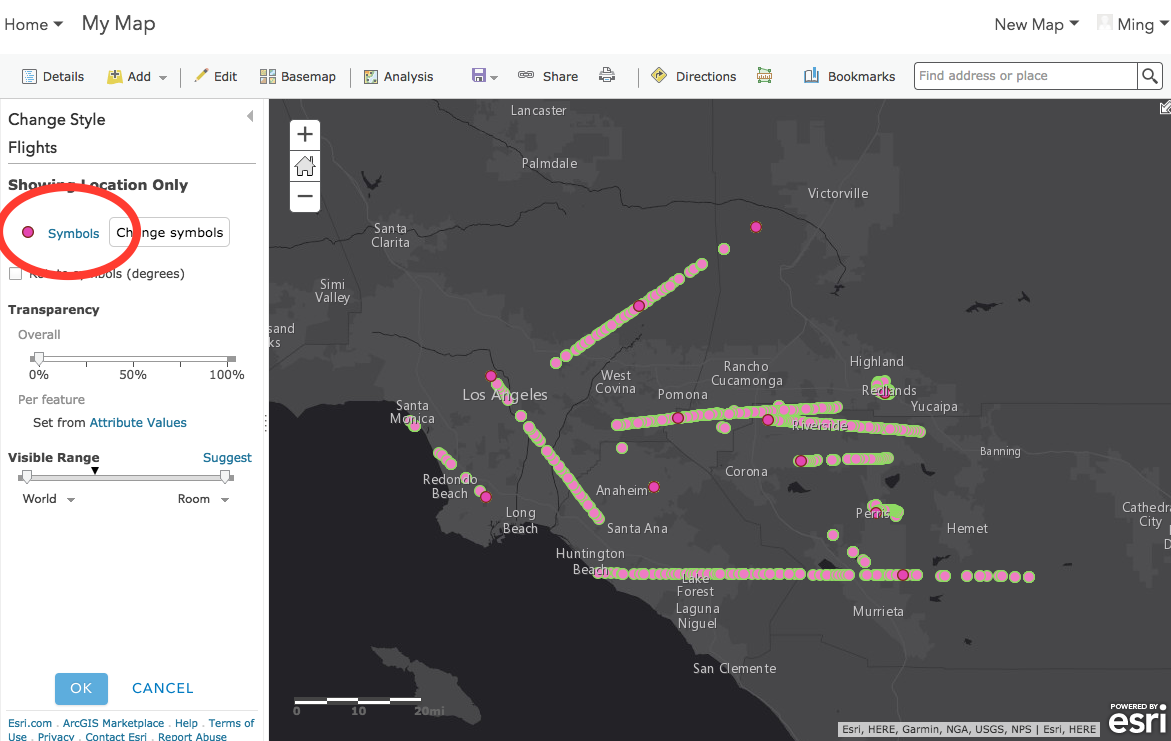 Home My Map New Map Ming
Details Add Edit Basemap Analysis Share Directions Bookmarks Find address or place
Change Style
Flights
Showing Location Only
Symbols Change symbols
symbols (degrees)
Transparency
Overall
0% 50% 100%
Per feature
Set from Attribute Values
Visible Range Suggest
World Room
OK CANCEL
Esri.com . ArcGIS Marketplace . Help . Terms of
Use . Privacy . Contact Esri . Report Abuse
+
−
Lancaster
Palmdale
Victorville
Santa
Clarita
Simi
Valley
sand
ks
Highland
Rancho
Cucamonga
West
Covina
Pomona
Redlands
Los Angeles
Yucaipa
Santa
Monica
Riverside
Banning
Corona
Redondo
Beach
Anaheim
Long
Beach
Santa Ana
Perris
Hemet
Cathedra
City
D
Huntington
Beach
Lake
Forest
Laguna
Niguel
Murrieta
San Clemente
0 10 20mi
Esri, HERE, Garmin, NGA, USGS, NPS | Esri, HERE
POWERED BY
esri